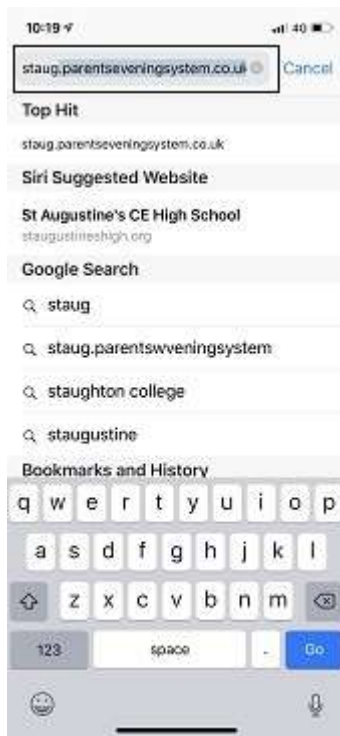 10:19
4G
staug.parentseveningsystem.co.uk Cancel
Top Hit
staug.parentseveningsystem.co.uk
Siri Suggested Website
St Augustine's CE High School
staugustineshigh.org
Google Search
staug
staug.parentswveningsystem
staughton college
staugustine
Bookmarks and History
q w e r t y u i o p
a s d f g h j k l
z x c v b n m
123 space . Go